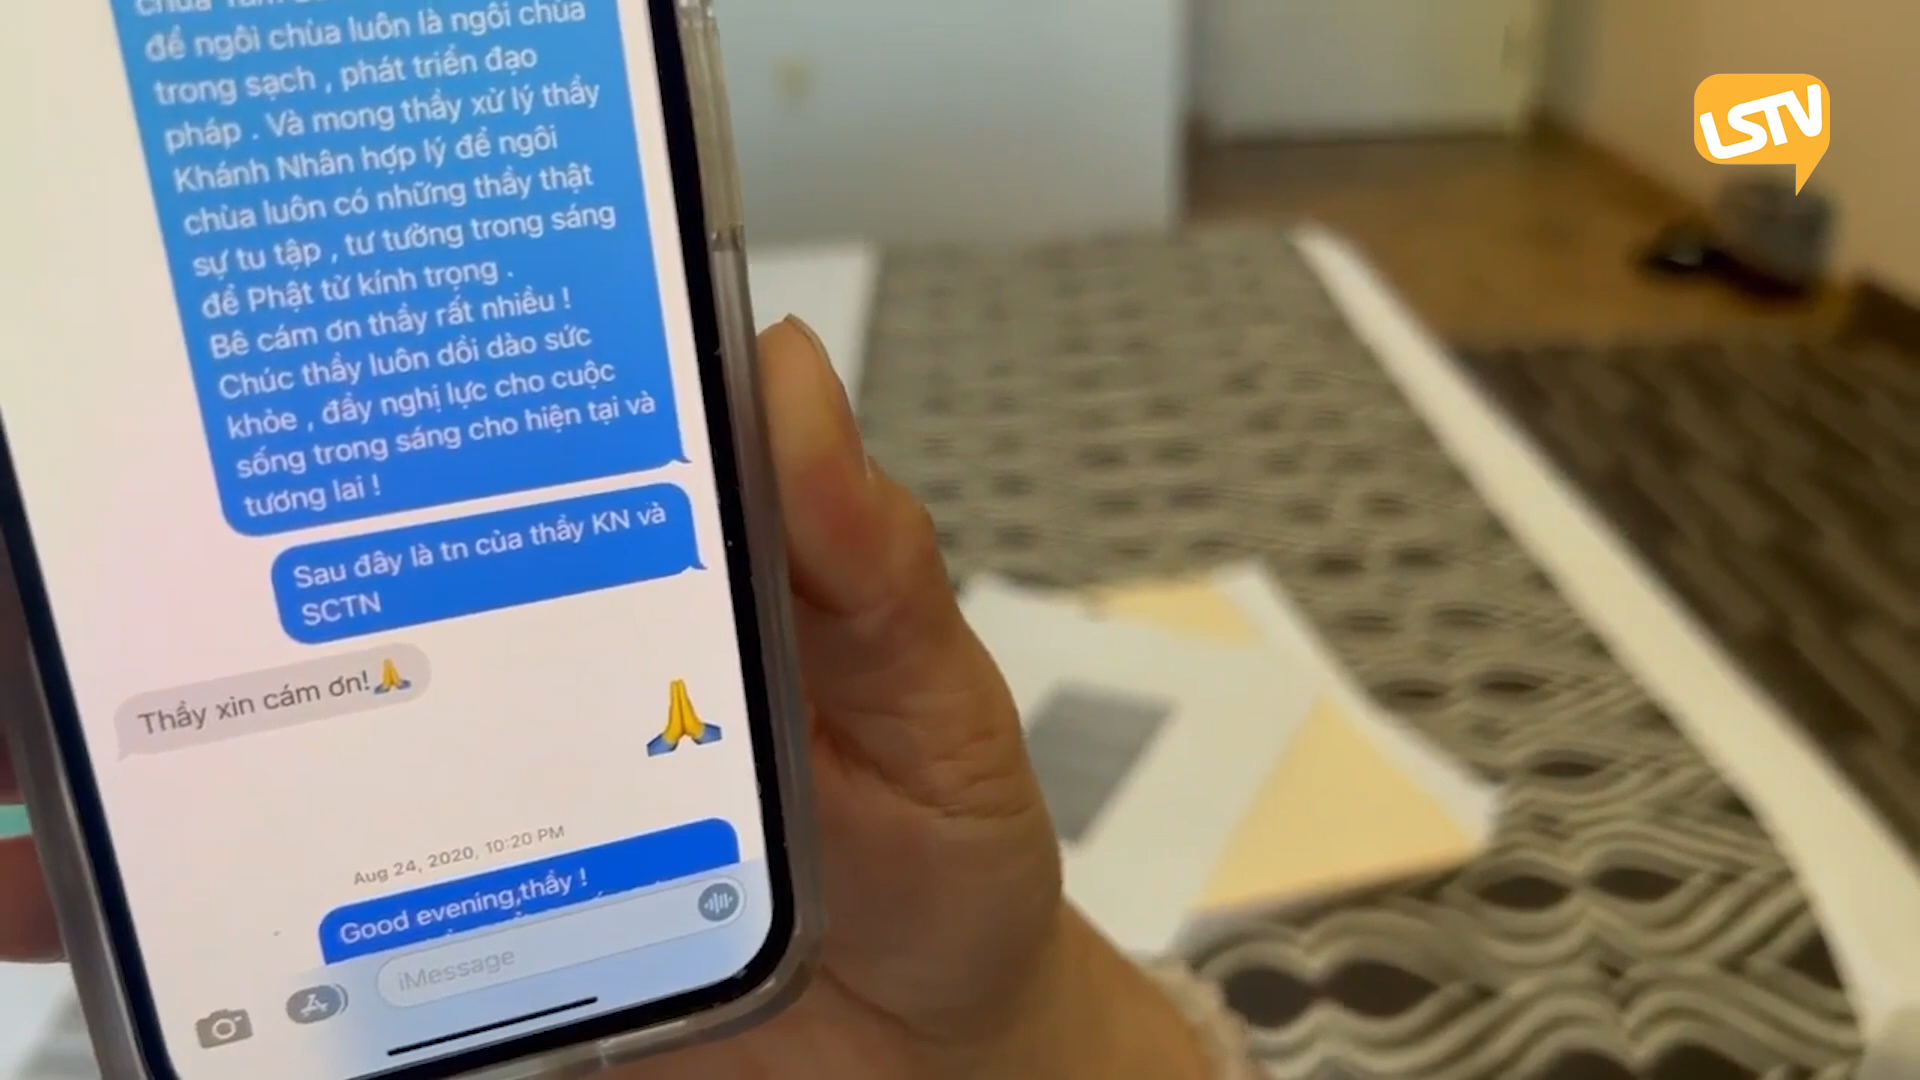 để ngôi chùa luôn là ngôi chùa
trong sạch , phát triển đạo
pháp . Và mong thầy xử lý thầy
Khánh Nhân hợp lý để ngôi
chùa luôn có những thầy thật
sự tu tập , tư tưởng trong sáng
để Phật tử kính trọng .
Bê cám ơn thầy rất nhiều !
Chúc thầy luôn dồi dào sức
khỏe , đầy nghị lực cho cuộc
sống trong sáng cho hiện tại và
tương lai !
Sau đây là tn của thầy KN và
SCTN
Thầy xin cám ơn!🙏
🙏
Aug 24, 2020, 10:20 PM
Good evening,thầy !
iMessage
LSTV